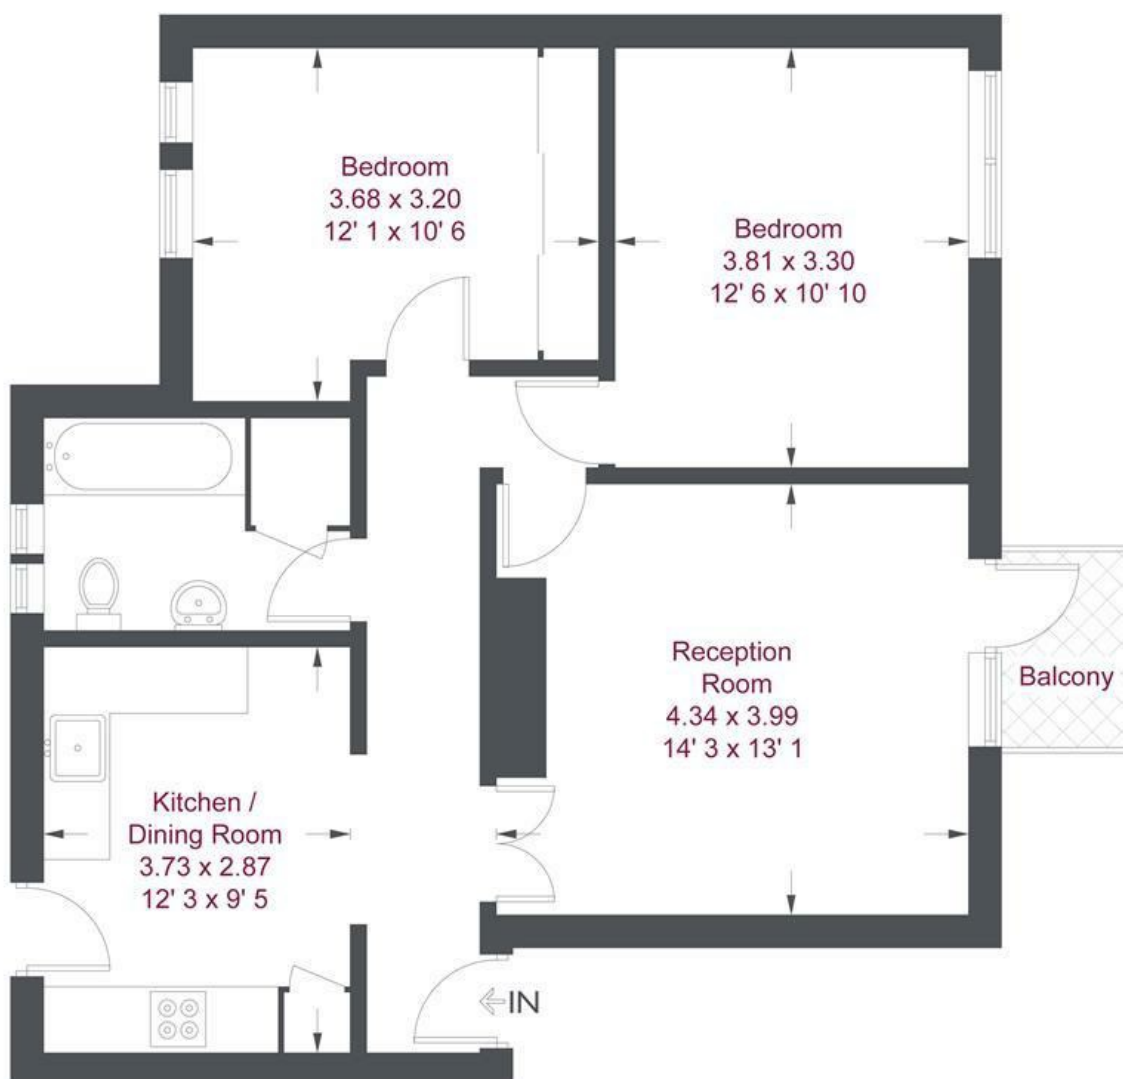 Bedroom
3.68 x 3.20
12' 1 x 10' 6
Bedroom
3.81 x 3.30
12' 6 x 10' 10
Reception
Room
4.34 x 3.99
14' 3 x 13' 1
Balcony
Kitchen /
Dining Room
3.73 x 2.87
12' 3 x 9' 5
IN